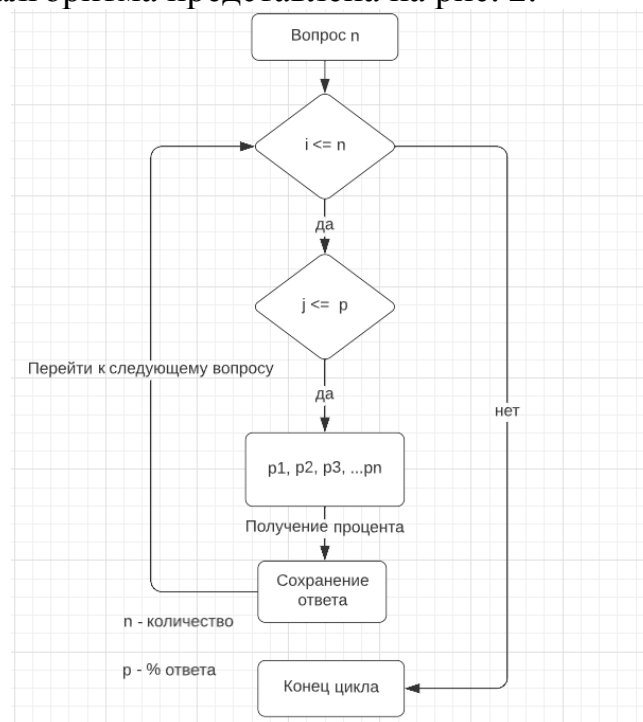 алгоритма представлена на рис. 2.
Вопрос n
i <= n
да
j <= p
Перейти к следующему вопросу
да
нет
p1, p2, p3, ...pn
Получение процента
Сохранение
ответа
n - количество
p - % ответа
Конец цикла